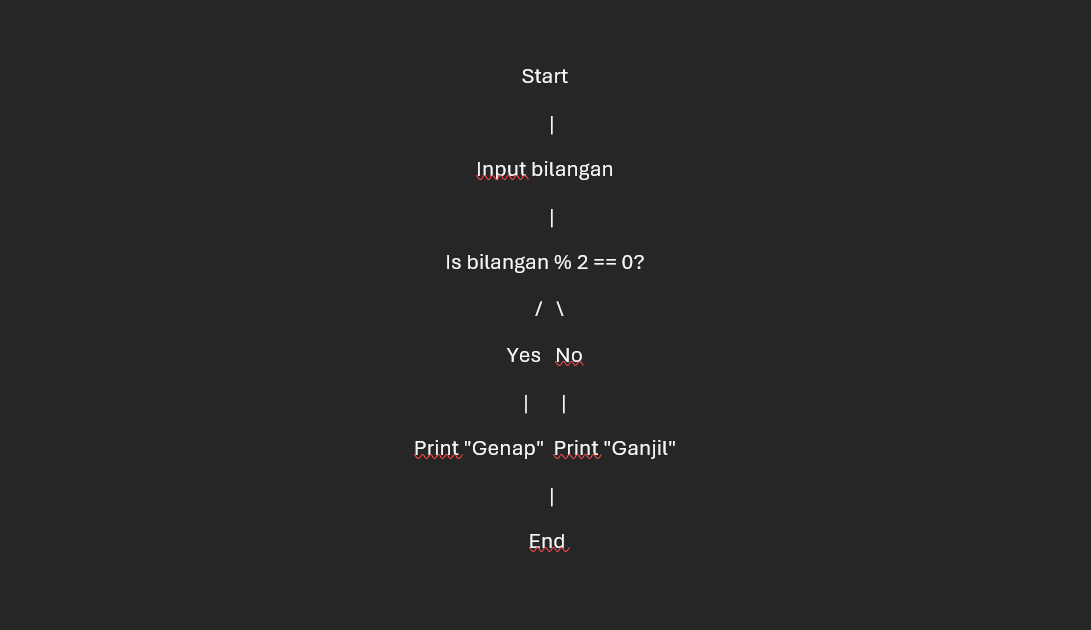 Start
|
Input bilangan
|
Is bilangan % 2 == 0?
/ \
Yes No
| |
Print "Genap" Print "Ganjil"
|
End